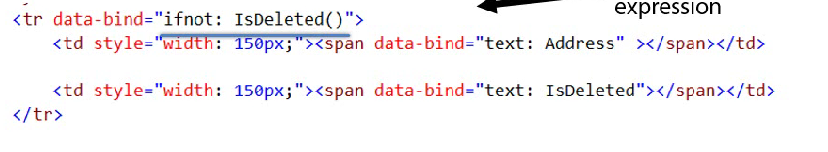 expression
<tr data-bind="ifnot: IsDeleted()">
<td style="width: 150px;"><span data-bind="text: Address" ></span></td>
<td style="width: 150px;"><span data-bind="text: IsDeleted"></span></td>
</tr>